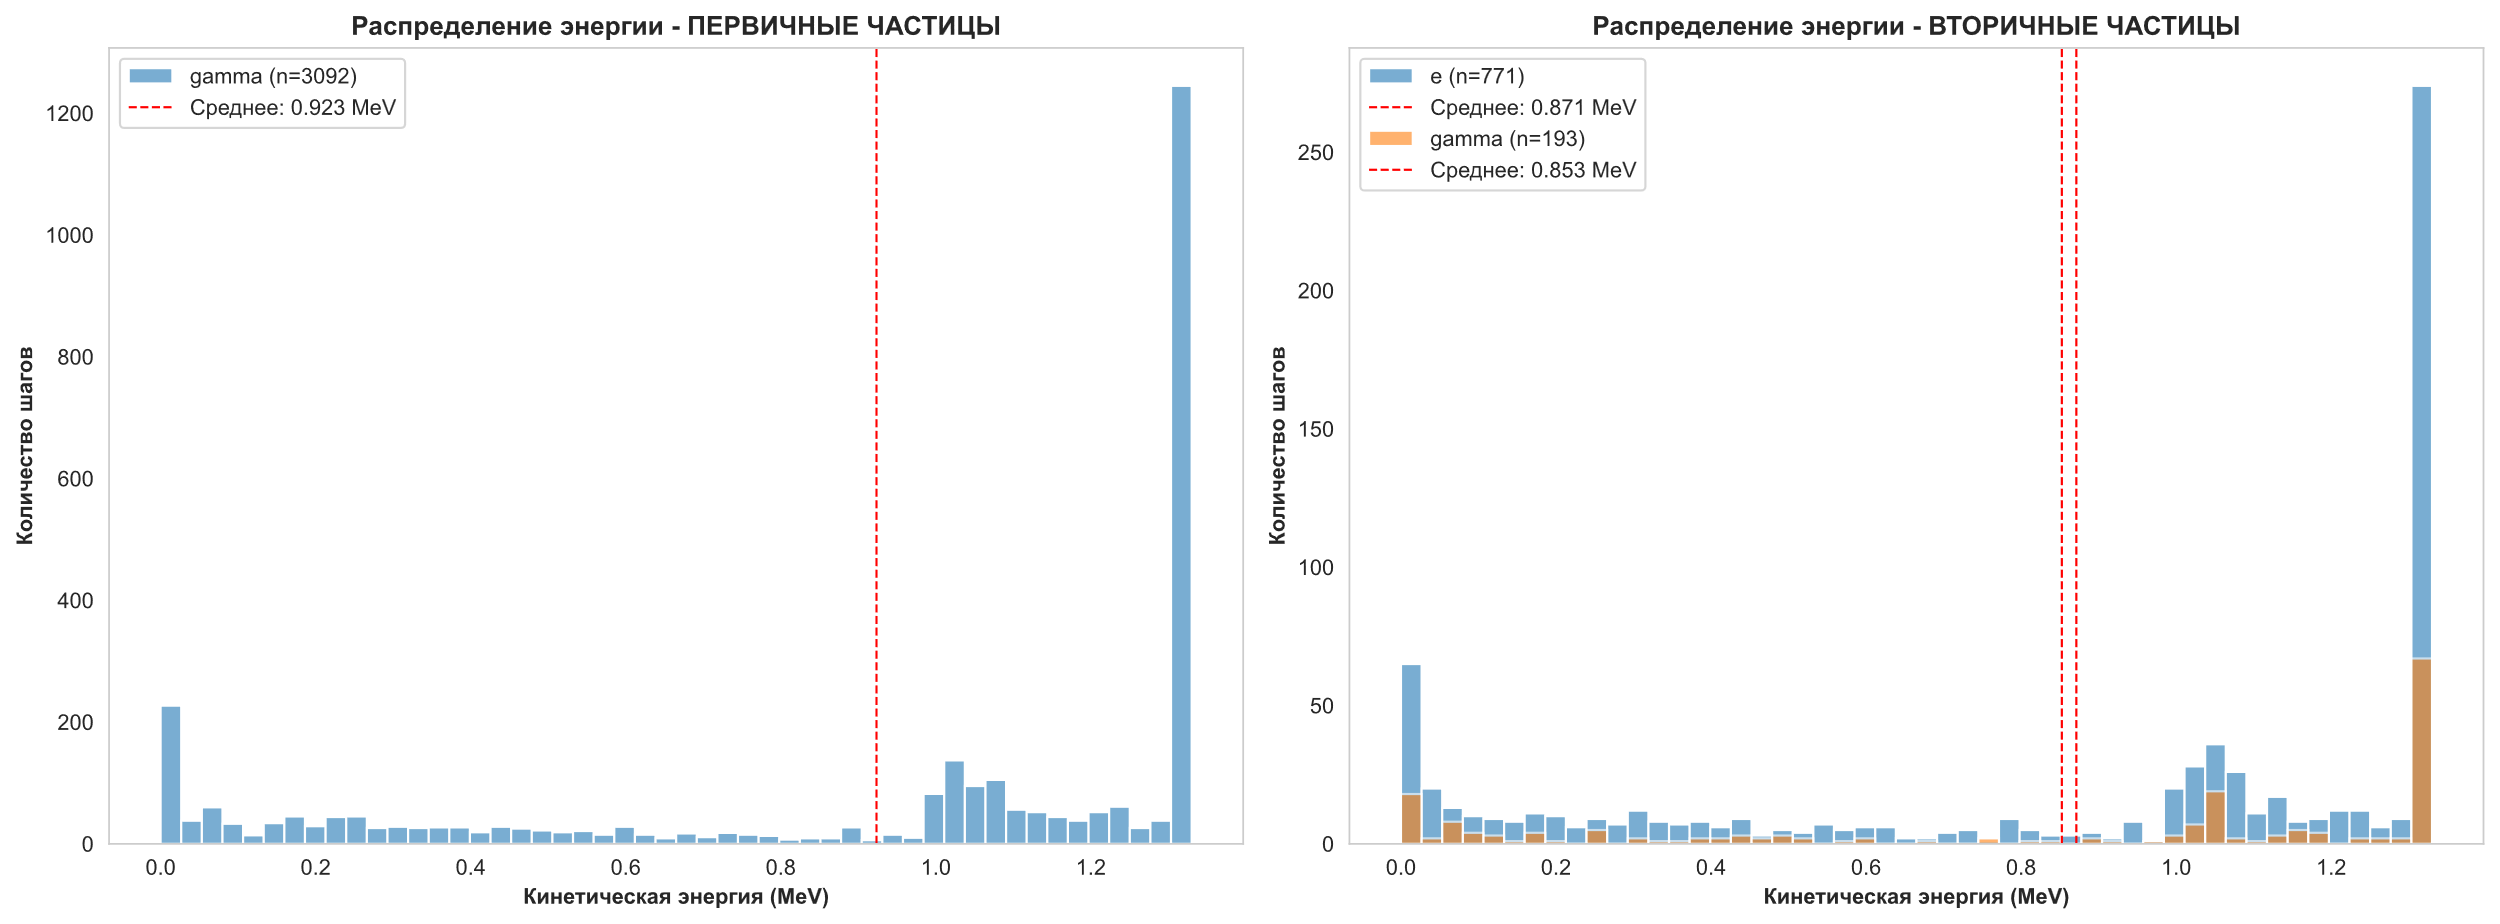 Распределение энергии - ПЕРВИЧНЫЕ ЧАСТИЦЫ
gamma (n=3092)
Среднее: 0.923 MeV
Количество шагов
1200
1000
800
600
400
200
0
0.0 0.2 0.4 0.6 0.8 1.0 1.2
Кинетическая энергия (MeV)
Распределение энергии - ВТОРИЧНЫЕ ЧАСТИЦЫ
e (n=771)
Среднее: 0.871 MeV
gamma (n=193)
Среднее: 0.853 MeV
Количество шагов
250
200
150
100
50
0
0.0 0.2 0.4 0.6 0.8 1.0 1.2
Кинетическая энергия (MeV)